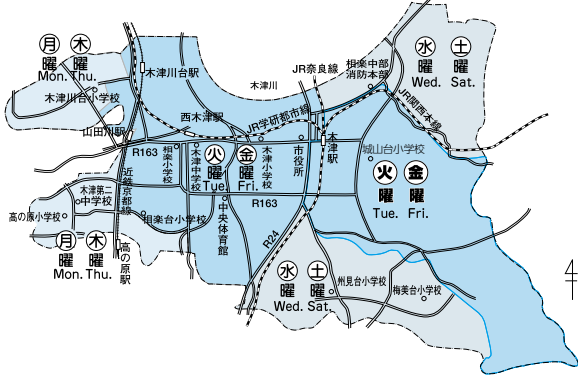 月曜 木曜
Mon. Thu.
木津川台小学校
山田川駅
木津川台駅
西木津駅
木津川
JR奈良線
相楽中部
消防本部
水曜 土曜
Wed. Sat.
JR関西本線
JR学研都市線
R163
相楽小学校
木津中学校
火曜 金曜
Tue. Fri.
木津小学校
市役所
木津駅
城山台小学校
火曜 金曜
Tue. Fri.
近鉄京都線
木津第二
中学校
高の原小学校
相楽台小学校
中央体育館
R163
R24
月曜 木曜
Mon. Thu.
高の原駅
水曜 土曜
Wed. Sat.
州見台小学校
梅美台小学校